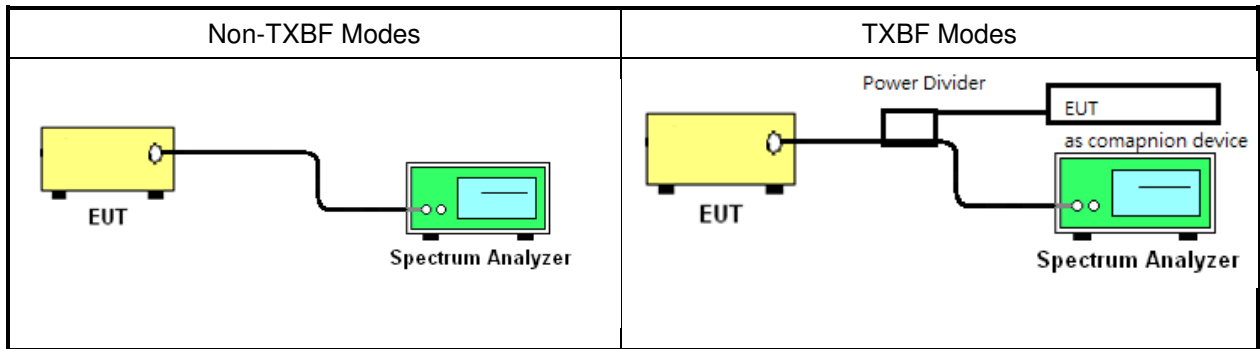 Non-TXBF Modes
TXBF Modes
EUT
Spectrum Analyzer
Power Divider
EUT
as comapnion device
EUT
Spectrum Analyzer